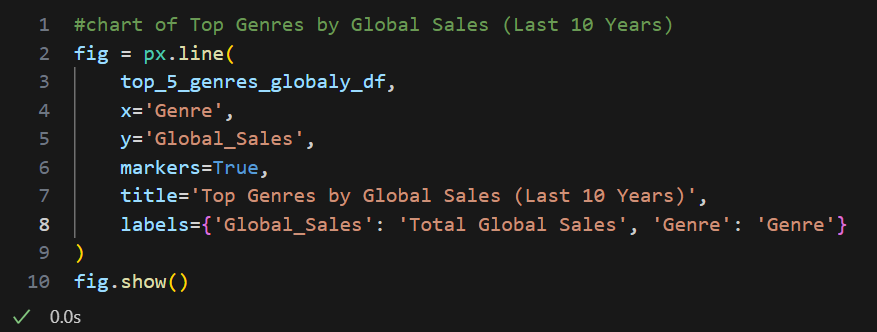 1 #chart of Top Genres by Global Sales (Last 10 Years)
2 fig = px.line(
3     top_5_genres_globaly_df,
4     x='Genre',
5     y='Global_Sales',
6     markers=True,
7     title='Top Genres by Global Sales (Last 10 Years)',
8     labels={'Global_Sales': 'Total Global Sales', 'Genre': 'Genre'}
9 )
10 fig.show()
0.0s